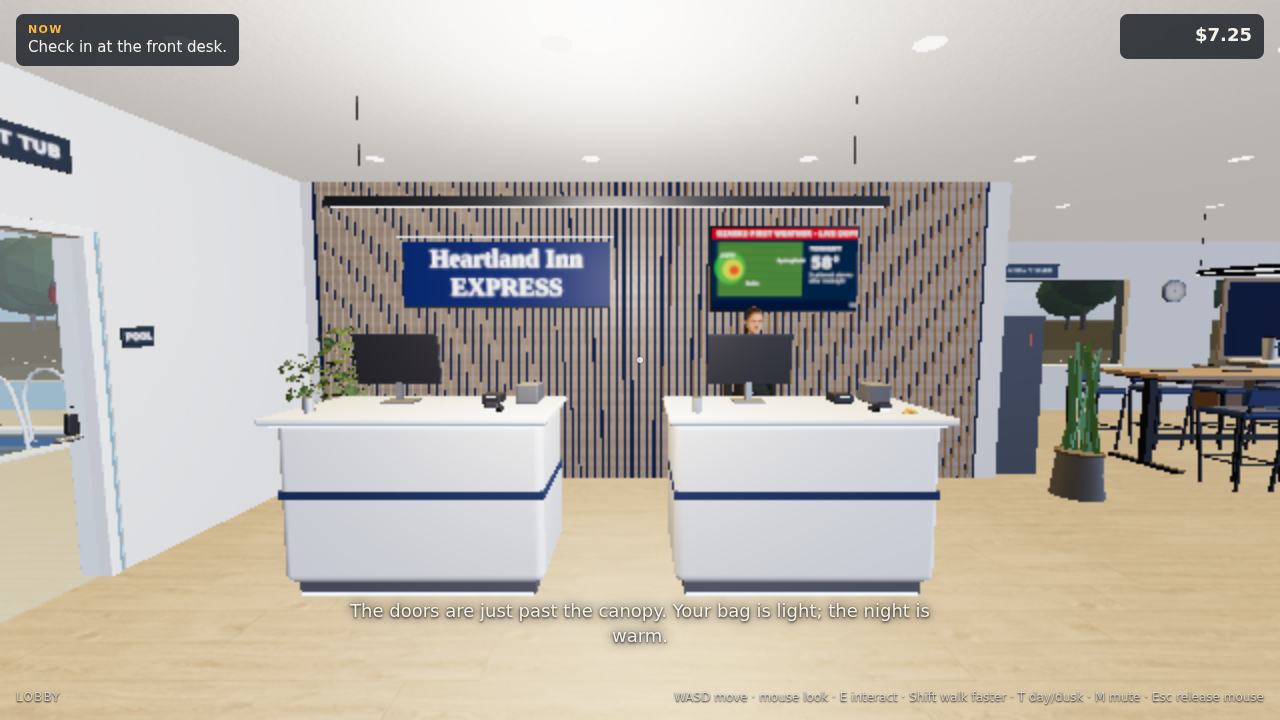 NOW
Check in at the front desk.
$7.25
T TUB
POOL
Heartland Inn
EXPRESS
58°
The doors are just past the canopy. Your bag is light; the night is
warm.
LOBBY
WASD move · mouse look · E interact · Shift walk faster · T day/dusk · M mute · Esc release mouse